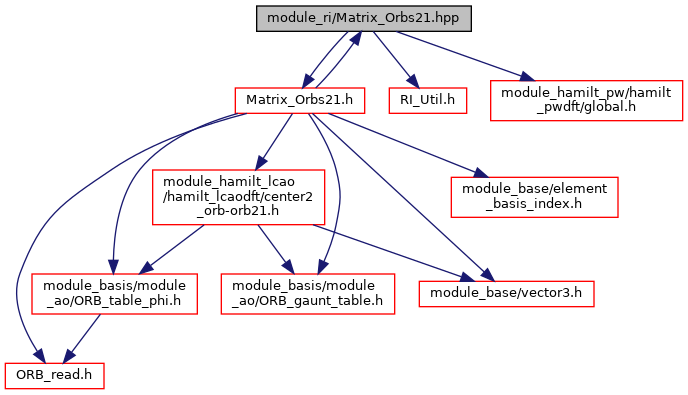 module_ri/Matrix_Orbs21.hpp
Matrix_Orbs21.h
RI_Util.h
module_hamilt_pw/hamilt
_pwdft/global.h
module_hamilt_lcao
/hamilt_lcaodft/center2
_orb-orb21.h
module_base/element
_basis_index.h
module_basis/module
_ao/ORB_table_phi.h
module_basis/module
_ao/ORB_gaunt_table.h
module_base/vector3.h
ORB_read.h